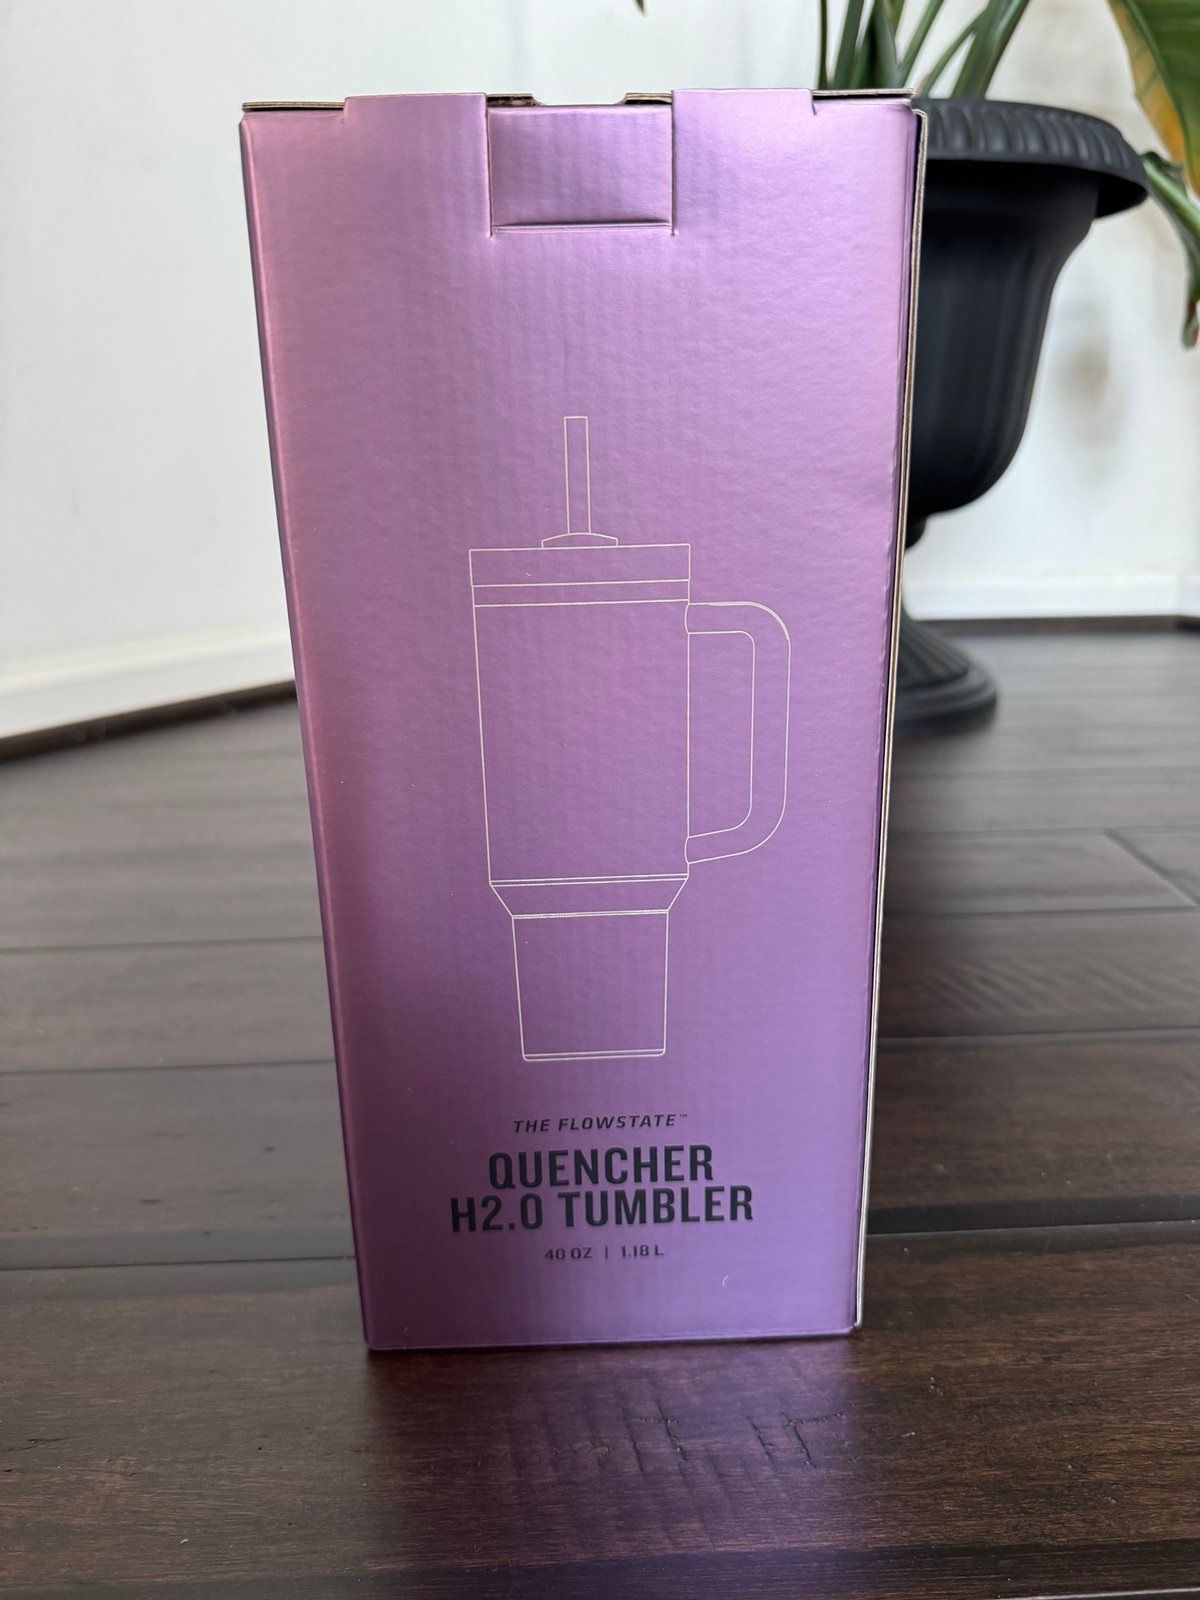 THE FLOWSTATE™
QUENCHER
H2.0 TUMBLER
40 OZ | 1.18 L